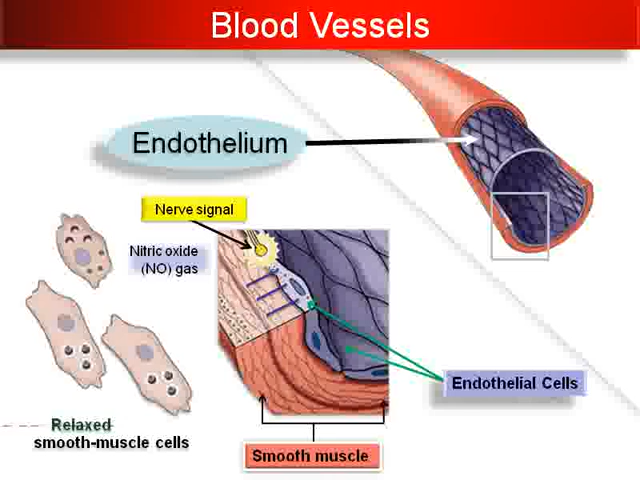 Blood Vessels
Endothelium
Nerve signal
Nitric oxide
(NO) gas
Endothelial Cells
Relaxed
smooth-muscle cells
Smooth muscle